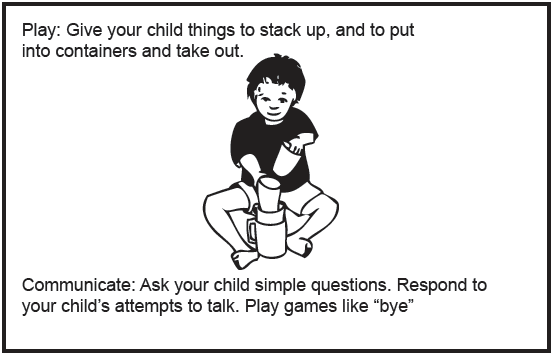 Play: Give your child things to stack up, and to put
into containers and take out.
Communicate: Ask your child simple questions. Respond to
your child’s attempts to talk. Play games like “bye”